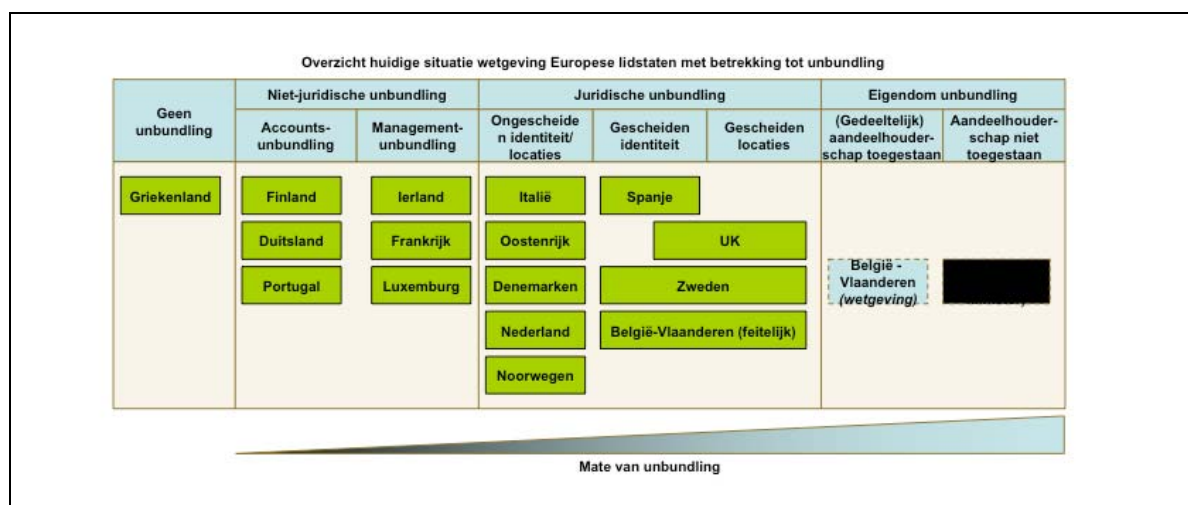 Overzicht huidige situatie wetgeving Europese lidstaten met betrekking tot unbundling
Geen
unbundling
Niet-juridische unbundling
Juridische unbundling
Eigendom unbundling
Accounts-
unbundling
Management-
unbundling
Ongescheide
n identiteit/
locaties
Gescheiden
identiteit
Gescheiden
locaties
(Gedeeltelijk)
aandeelhouder-
schap toegestaan
Aandeelhouder-
schap niet
toegestaan
Griekenland
Finland
Ierland
Italië
Spanje
Duitsland
Frankrijk
Oostenrijk
UK
Portugal
Luxemburg
Denemarken
Zweden
België -
Vlaanderen
(wetgeving)
Nederland
België-Vlaanderen (feitelijk)
Noorwegen
Mate van unbundling